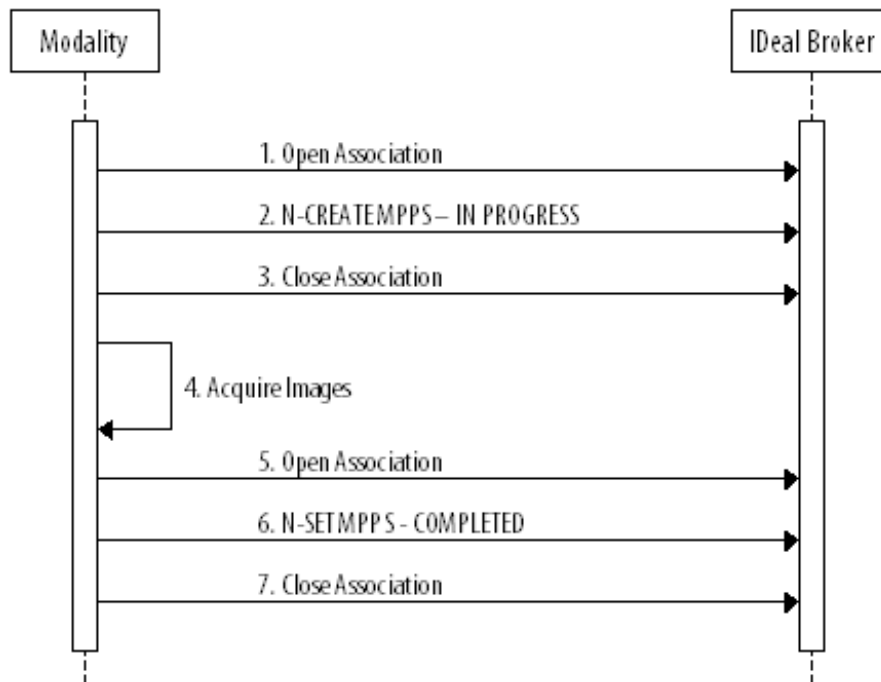 Modality
IDeal Broker
1. Open Association
2. N-CREATEMPPS – IN PROGRESS
3. Close Association
4. Acquire Images
5. Open Association
6. N-SETMPPS - COMPLETED
7. Close Association